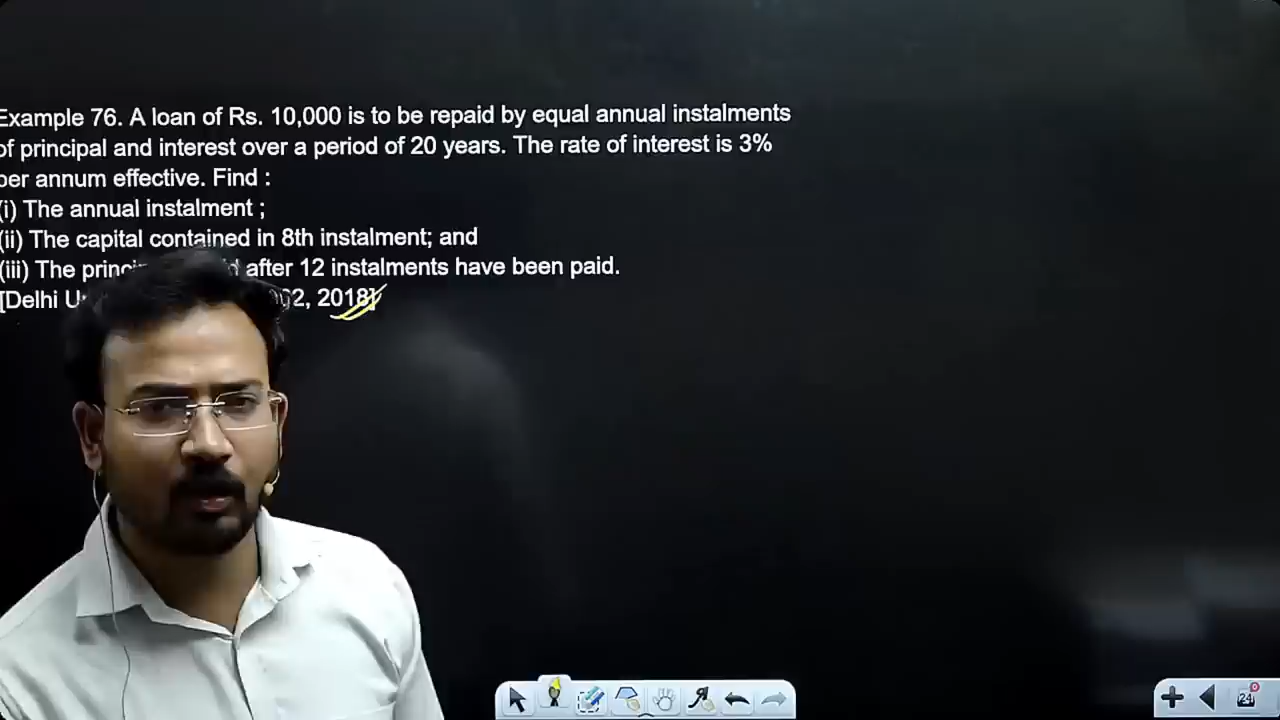 Example 76. A loan of Rs. 10,000 is to be repaid by equal annual instalments
of principal and interest over a period of 20 years. The rate of interest is 3%
per annum effective. Find :
(i) The annual instalment ;
(ii) The capital contained in 8th instalment; and
(iii) The after 12 instalments have been paid.
[Delhi 2018]
24